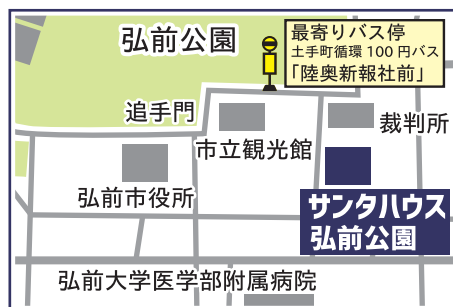 弘前公園
最寄りバス停
土手町循環100円バス
「陸奥新報社前」
追手門
市立観光館
裁判所
弘前市役所
サンタハウス
弘前公園
弘前大学医学部附属病院